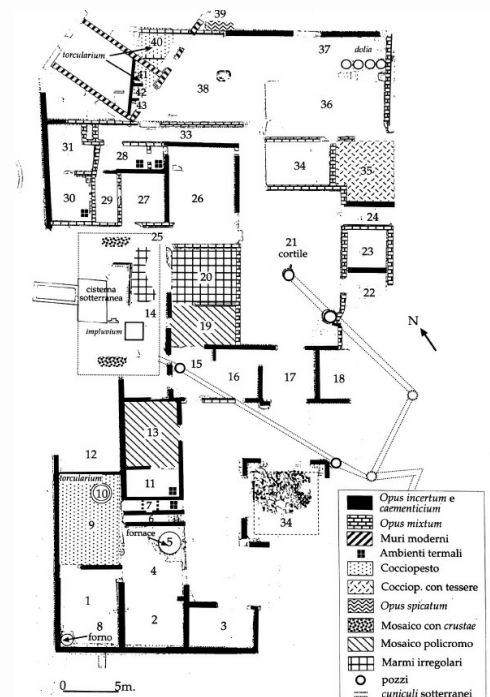 39
40
37
torcularium
dolia
41
42
43
38
36
33
31
28
34
35
30
29
27
26
24
25
23
21
cortile
20
22
cisterna
sotterranea
14
19
N
impluvium
15
16
17
18
13
12
11
torcularium
10
7
6
9
fornace
5
34
4
1
8
forno
2
3
0 5m.
Opus incertum e
caementicium
Opus mixtum
Muri moderni
Ambienti termali
Cocciopesto
Cocciop. con tessere
Opus spicatum
Mosaico con crustae
Mosaico policromo
Marmi irregolari
pozzi
cuniculi sotterranei